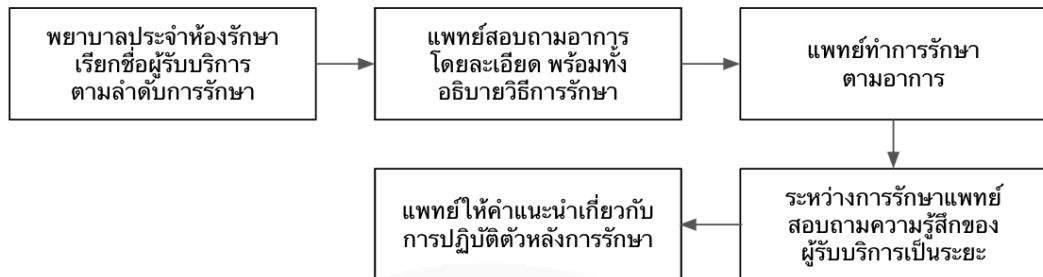 พยาบาลประจำห้องรักษา
เรียกชื่อผู้รับบริการ
ตามลำดับการรักษา
แพทย์สอบถามอาการ
โดยละเอียด พร้อมทั้ง
อธิบายวิธีการรักษา
แพทย์ทำการรักษา
ตามอาการ
ระหว่างการรักษาแพทย์
สอบถามความรู้สึกของ
ผู้รับบริการเป็นระยะ
แพทย์ให้คำแนะนำเกี่ยวกับ
การปฏิบัติตัวหลังการรักษา